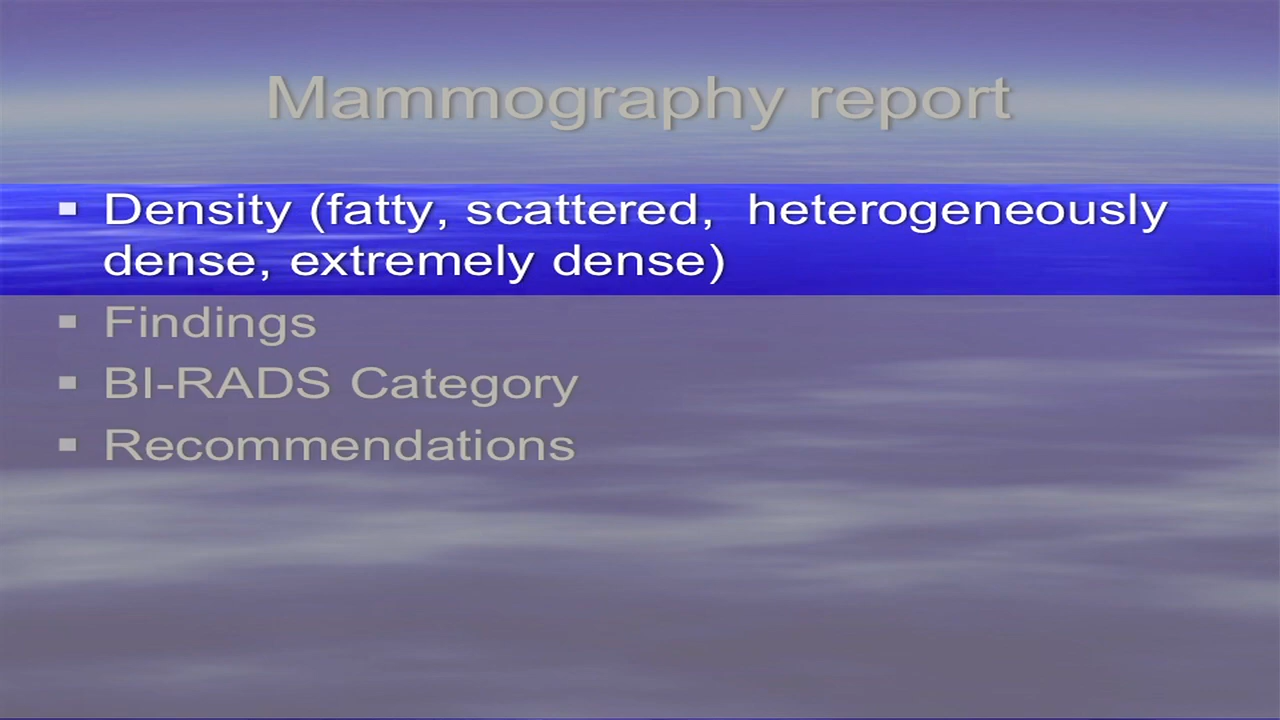 Mammography report
▪ Density (fatty, scattered,  heterogeneously
dense, extremely dense)
▪ Findings
▪ BI-RADS Category
▪ Recommendations